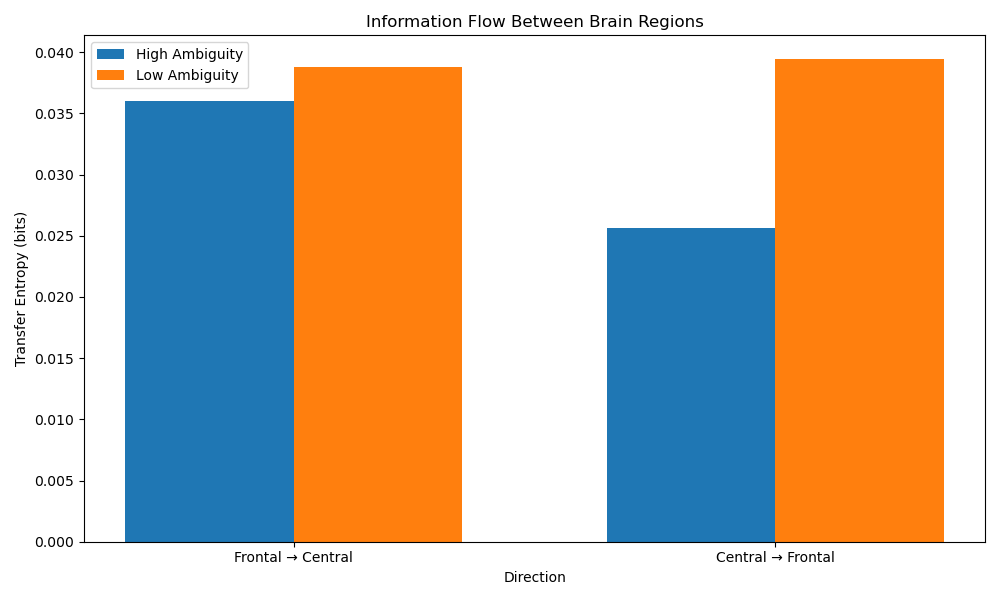 Information Flow Between Brain Regions
High Ambiguity
Low Ambiguity
0.040
0.035
0.030
0.025
0.020
0.015
0.010
0.005
0.000
Transfer Entropy (bits)
Frontal → Central
Central → Frontal
Direction